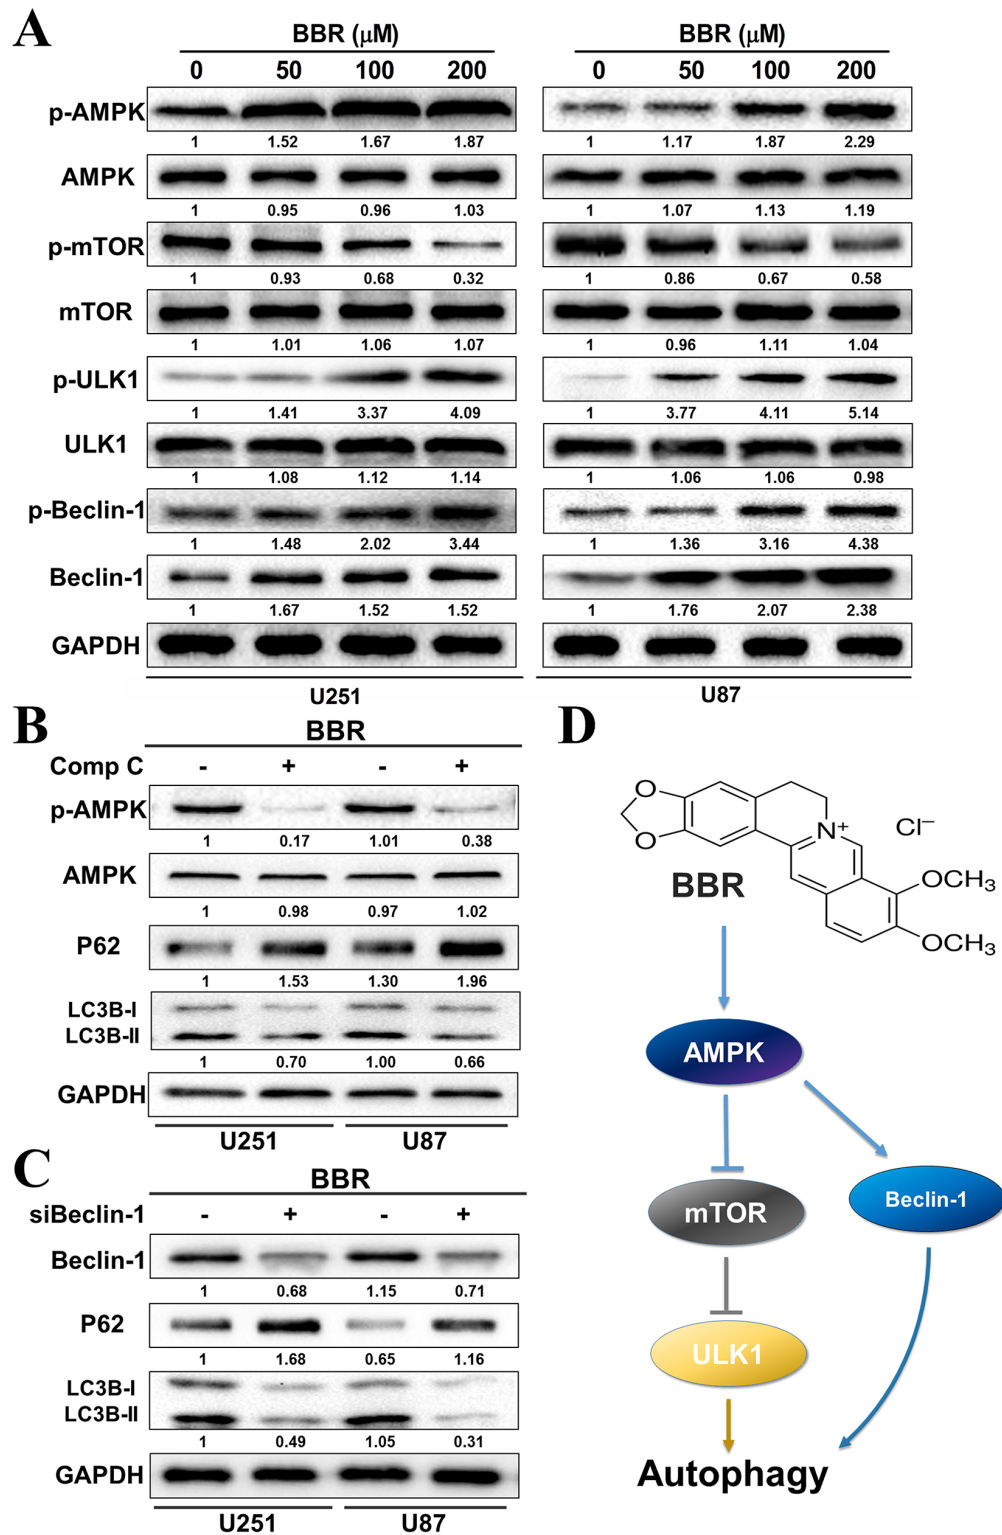 A
BBR (μM) BBR (μM)
0 50 100 200 0 50 100 200
p-AMPK
1 1.52 1.67 1.87 1 1.17 1.87 2.29
AMPK
1 0.95 0.96 1.03 1 1.07 1.13 1.19
p-mTOR
1 0.93 0.68 0.32 1 0.86 0.67 0.58
mTOR
1 1.01 1.06 1.07 1 0.96 1.11 1.04
p-ULK1
1 1.41 3.37 4.09 1 3.77 4.11 5.14
ULK1
1 1.08 1.12 1.14 1 1.06 1.06 0.98
p-Beclin-1
1 1.48 2.02 3.44 1 1.36 3.16 4.38
Beclin-1
1 1.67 1.52 1.52 1 1.76 2.07 2.38
GAPDH
U251 U87
B
BBR
Comp C - + - +
p-AMPK
1 0.17 1.01 0.38
AMPK
1 0.98 0.97 1.02
P62
1 1.53 1.30 1.96
LC3B-I
LC3B-II
1 0.70 1.00 0.66
GAPDH
U251 U87
C
BBR
siBeclin-1 - + - +
Beclin-1
1 0.68 1.15 0.71
P62
1 1.68 0.65 1.16
LC3B-I
LC3B-II
1 0.49 1.05 0.31
GAPDH
U251 U87
D
O
O
N+
Cl–
OCH3
OCH3
BBR
AMPK
mTOR
Beclin-1
ULK1
Autophagy